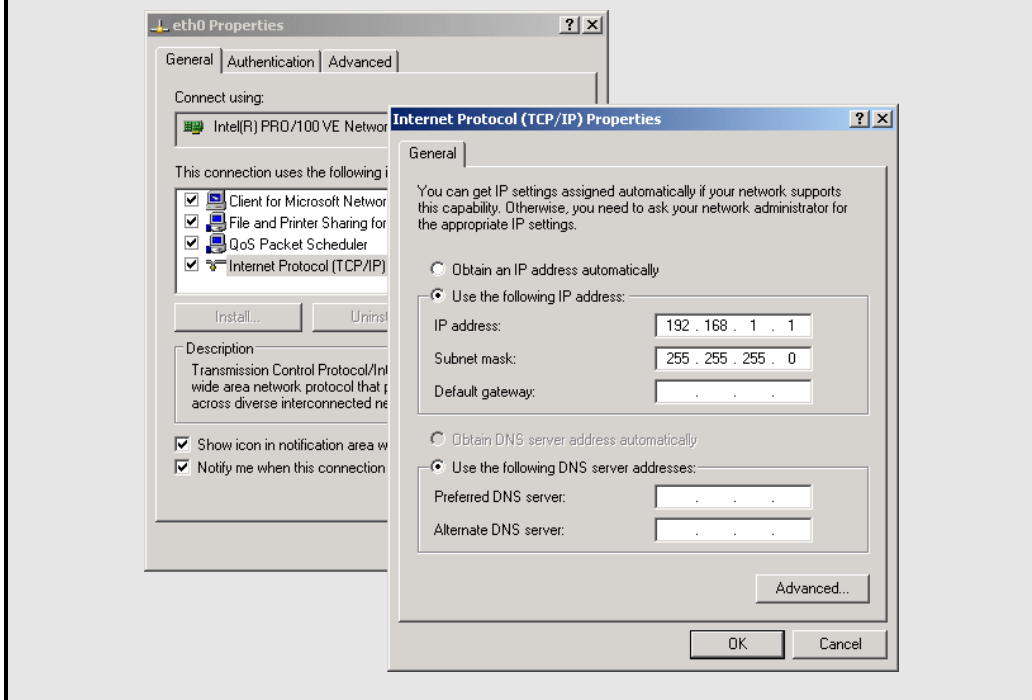 eth0 Properties
General
Authentication
Advanced
Connect using:
Intel(R) PRO/100 VE Networ
This connection uses the following i
Client for Microsoft Networ
File and Printer Sharing for
QoS Packet Scheduler
Internet Protocol (TCP/IP)
Install...
Uninst
Description
Transmission Control Protocol/Int
wide area network protocol that p
across diverse interconnected ne
Show icon in notification area w
Notify me when this connection
Internet Protocol (TCP/IP) Properties
General
You can get IP settings assigned automatically if your network supports
this capability. Otherwise, you need to ask your network administrator for
the appropriate IP settings.
Obtain an IP address automatically
Use the following IP address:
IP address: 192 . 168 . 1 . 1
Subnet mask: 255 . 255 . 255 . 0
Default gateway: . . .
Obtain DNS server address automatically
Use the following DNS server addresses:
Preferred DNS server: . . .
Alternate DNS server: . . .
Advanced...
OK
Cancel